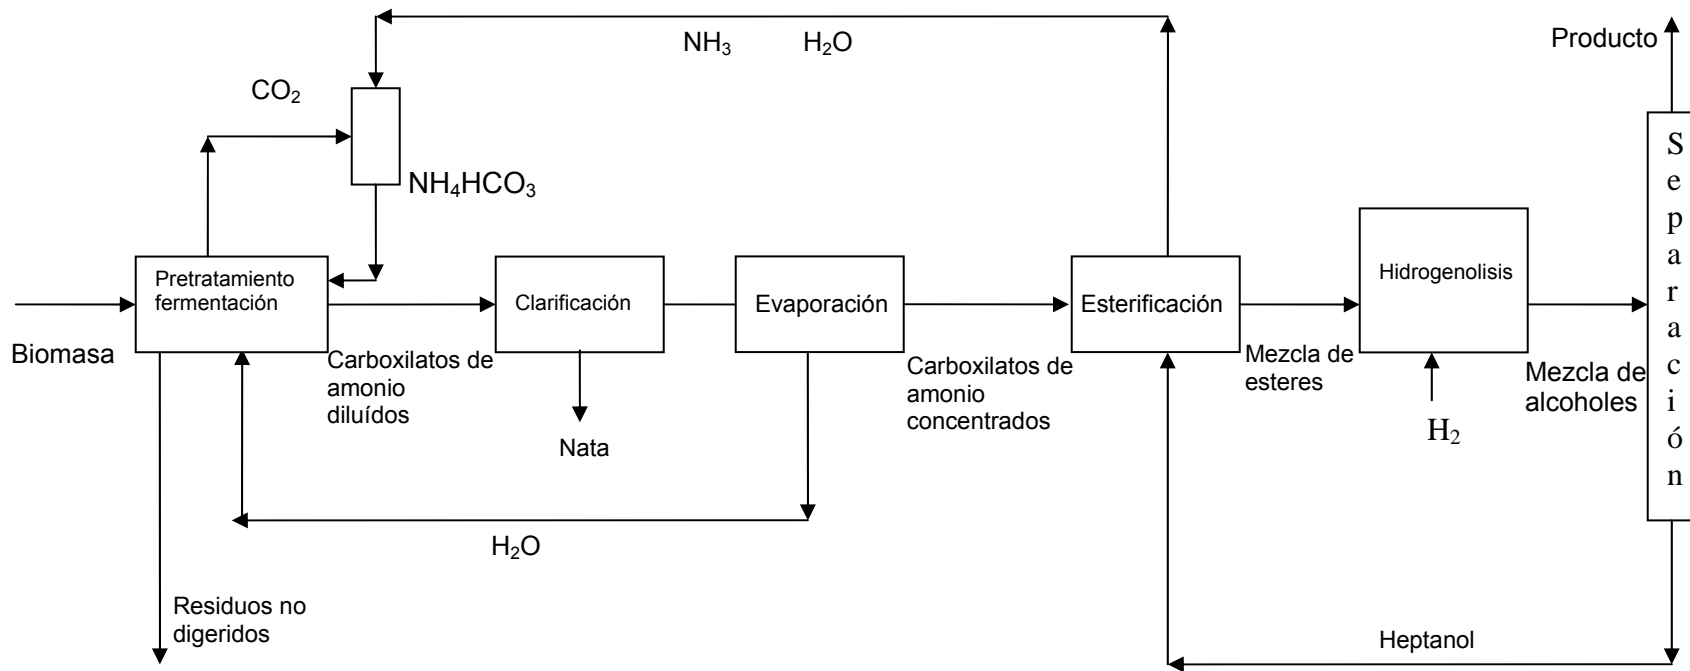 NH₃ H₂O
Producto
CO₂
NH₄HCO₃
Pretratamiento
fermentación
Clarificación
Evaporación
Esterificación
Hidrogenolisis
Separación
Biomasa
Carboxilatos de
amonio
diluídos
Carboxilatos de
amonio
concentrados
Mezcla de
esteres
Mezcla de
alcoholes
H₂
Nata
H₂O
Residuos no
digeridos
Heptanol